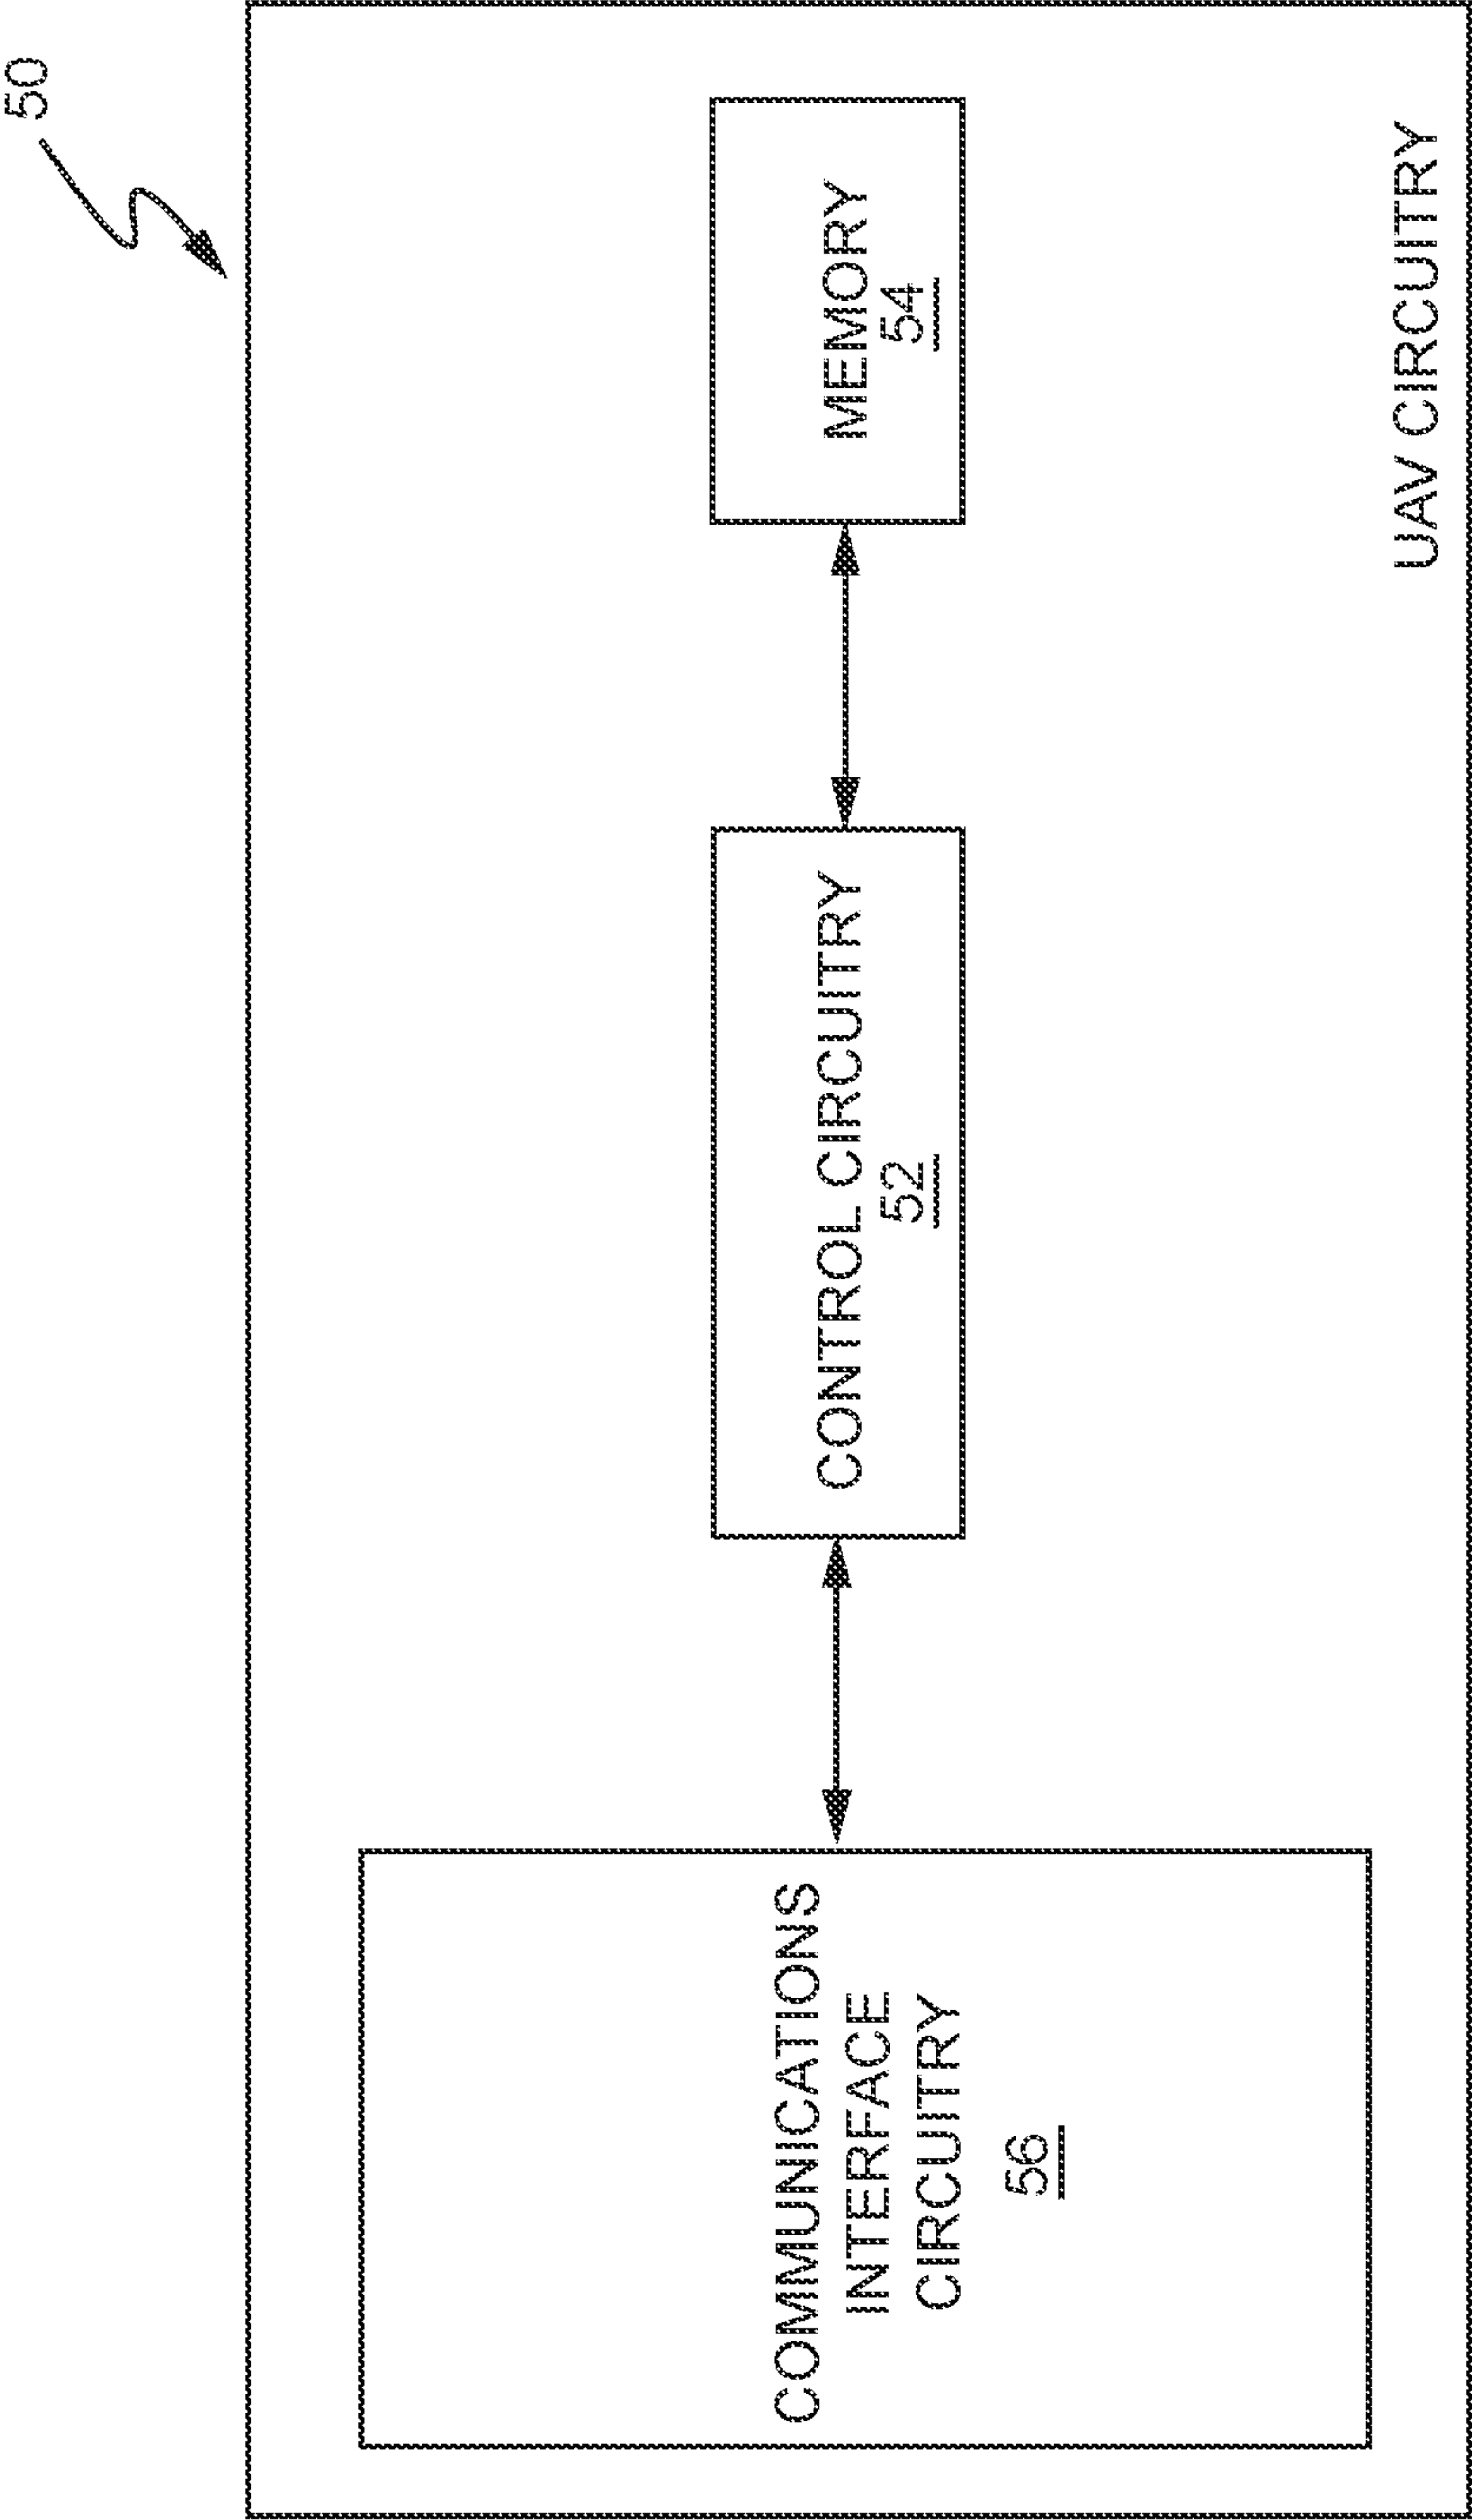 50
COMMUNICATIONS
INTERFACE
CIRCUITRY
56
CONTROL CIRCUITRY
52
MEMORY
54
UAV CIRCUITRY